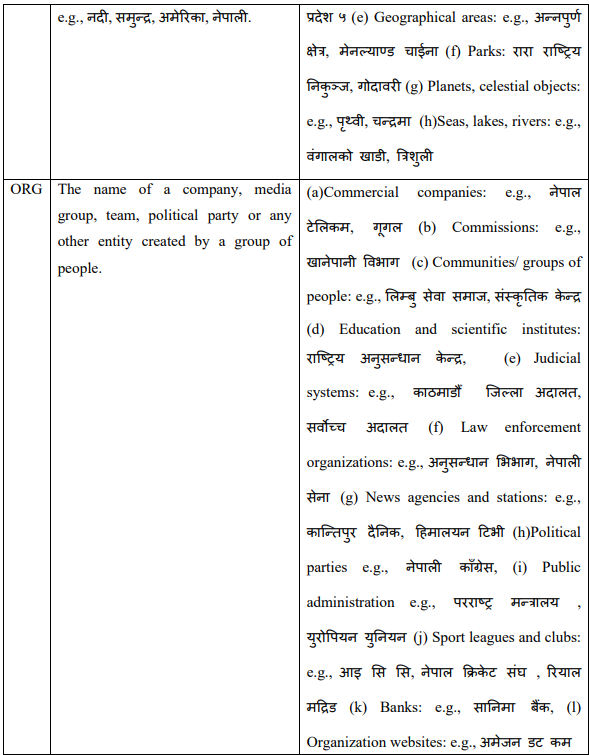 e.g., नदी, समुन्द्र, अमेरिका, नेपाली.
प्रदेश ५ (e) Geographical areas: e.g., अन्नपुर्ण
क्षेत्र, मेनल्याण्ड चाईना (f) Parks: रारा राष्ट्रिय
निकुञ्ज, गोदावरी (g) Planets, celestial objects:
e.g., पृथ्वी, चन्द्रमा (h)Seas, lakes, rivers: e.g.,
वंगालको खाडी, त्रिशुली
ORG
The name of a company, media
group, team, political party or any
other entity created by a group of
people.
(a)Commercial companies: e.g., नेपाल
टेलिकम, गूगल (b) Commissions: e.g.,
खानेपानी विभाग (c) Communities/ groups of
people: e.g., लिम्बु सेवा समाज, संस्कृतिक केन्द्र
(d) Education and scientific institutes:
राष्ट्रिय अनुसन्धान केन्द्र, (e) Judicial
systems: e.g., काठमाडौं जिल्ला अदालत,
सर्वोच्च अदालत (f) Law enforcement
organizations: e.g., अनुसन्धान भिभाग, नेपाली
सेना (g) News agencies and stations: e.g.,
कान्तिपुर दैनिक, हिमालयन टिभी (h)Political
parties e.g., नेपाली काँग्रेस, (i) Public
administration e.g., परराष्ट्र मन्त्रालय ,
युरोपियन युनियन (j) Sport leagues and clubs:
e.g., आइ सि सि, नेपाल क्रिकेट संघ , रियाल
मद्रिड (k) Banks: e.g., सानिमा बैंक, (l)
Organization websites: e.g., अमेजन डट कम